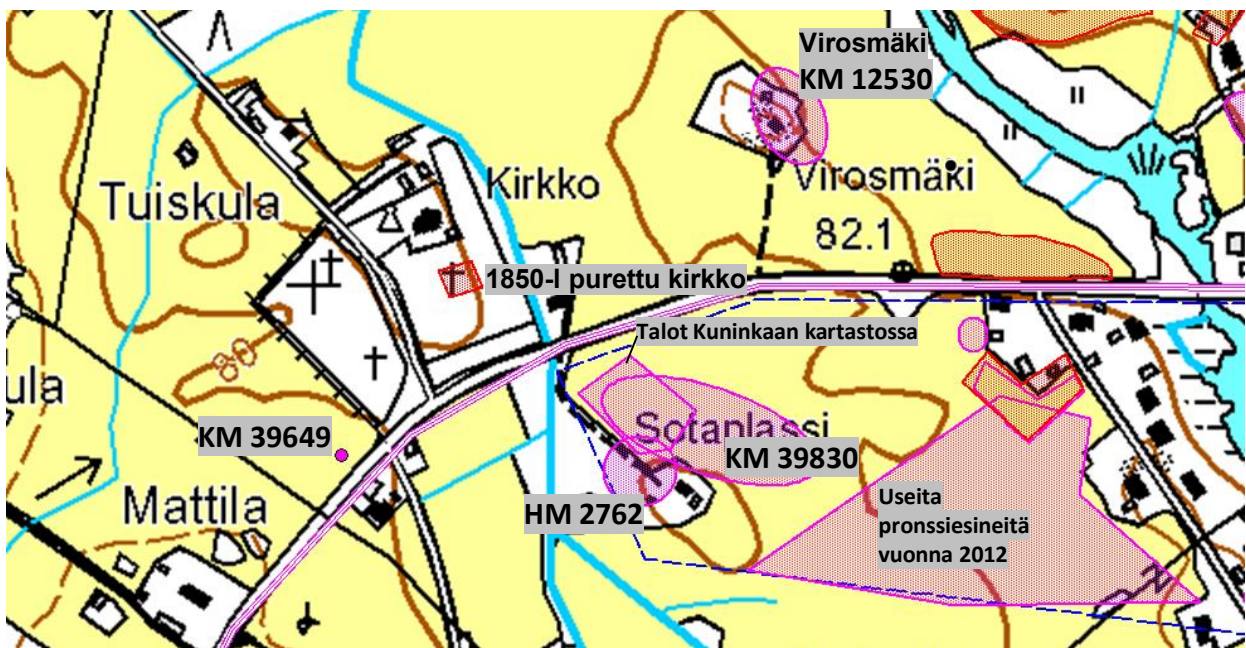 Virosmäki
KM 12530
Kirkko
Tuiskula
Virosmäki
82.1
1850-l purettu kirkko
Talot Kuninkaan kartastossa
ula
KM 39649
Sotaplassi
KM 39830
Mattila
HM 2762
Useita
pronssiesineitä
vuonna 2012